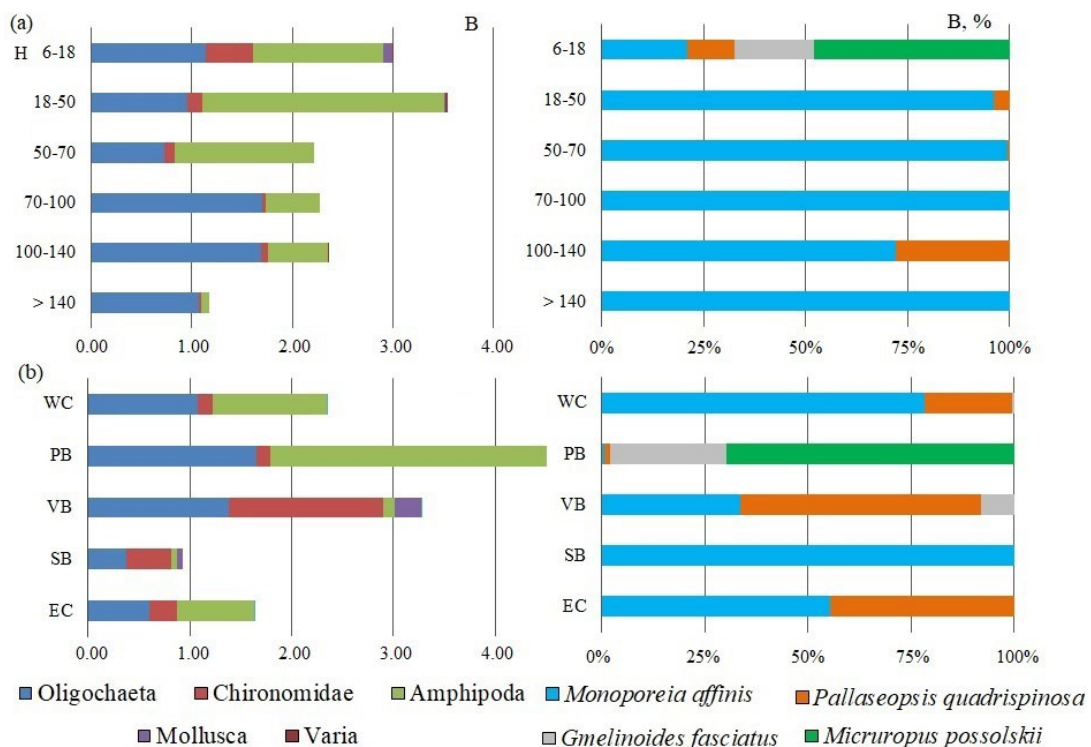 (a) B B, %
H 6-18 6-18
18-50 18-50
50-70 50-70
70-100 70-100
100-140 100-140
> 140 > 140
0.00 1.00 2.00 3.00 4.00 0% 25% 50% 75% 100%
(b)
WC WC
PB PB
VB VB
SB SB
EC EC
0.00 1.00 2.00 3.00 4.00 0% 25% 50% 75% 100%
Oligochaeta Chironomidae Amphipoda Monoporeia affinis Pallaseopsis quadrispinosa
Mollusca Varia Gmelinoides fasciatus Micruropus possolskii